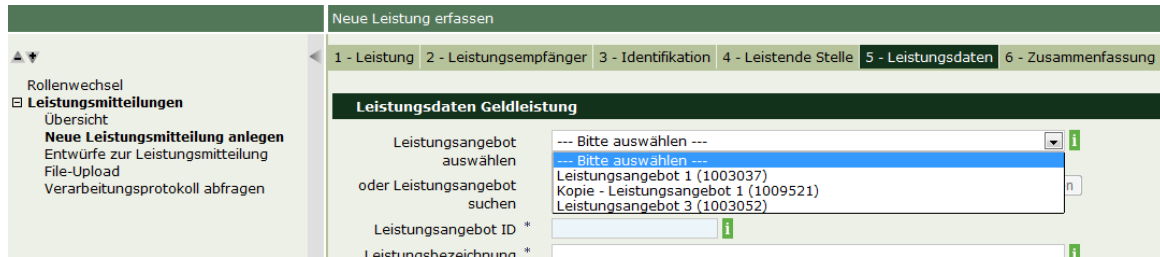 Neue Leistung erfassen
1 - Leistung 2 - Leistungsempfänger 3 - Identifikation 4 - Leistende Stelle 5 - Leistungsdaten 6 - Zusammenfassung
Rollenwechsel
Leistungsmitteilungen
Übersicht
Neue Leistungsmitteilung anlegen
Entwürfe zur Leistungsmitteilung
File-Upload
Verarbeitungsprotokoll abfragen
Leistungsdaten Geldleistung
Leistungsangebot
auswählen
--- Bitte auswählen ---
i
--- Bitte auswählen ---
Leistungsangebot 1 (1003037)
Kopie - Leistungsangebot 1 (1009521)
Leistungsangebot 3 (1003052)
oder Leistungsangebot
suchen
n
Leistungsangebot ID *
i
Leistungsbezeichnung *
i